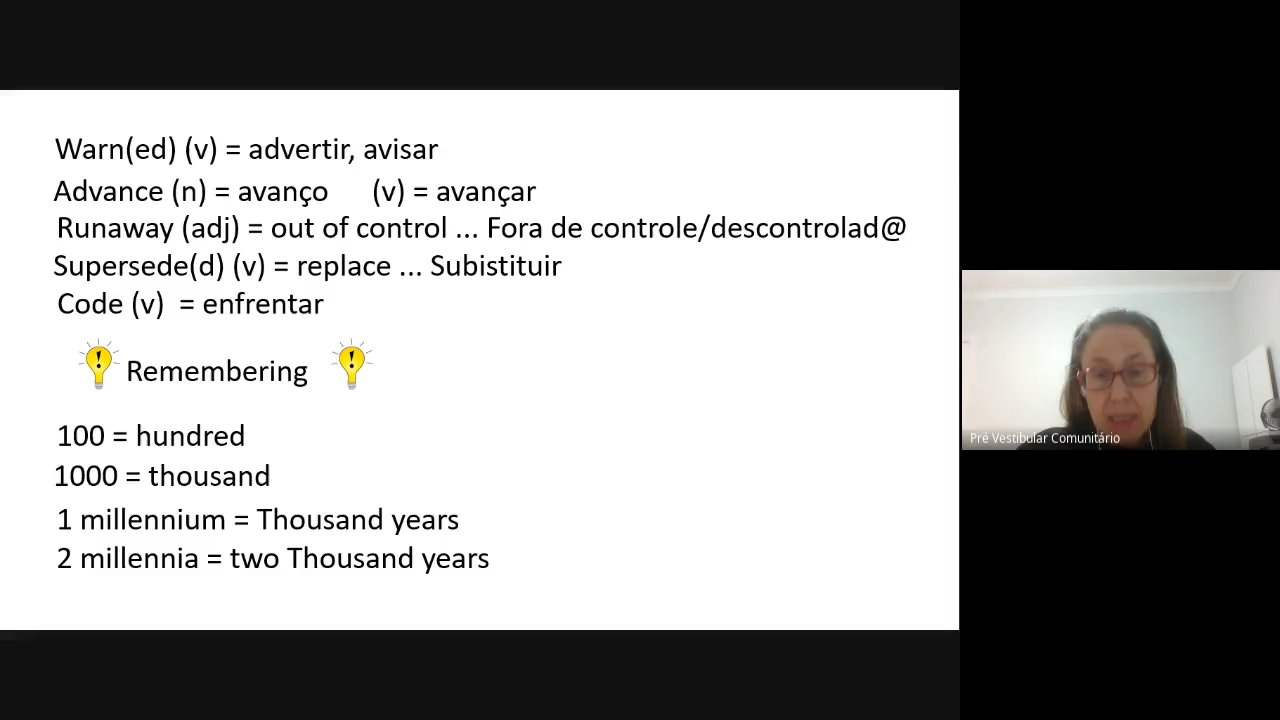 Warn(ed) (v) = advertir, avisar
Advance (n) = avanço (v) = avançar
Runaway (adj) = out of control ... Fora de controle/descontrolad@
Supersede(d) (v) = replace ... Subistituir
Code (v) = enfrentar
Remembering
100 = hundred
1000 = thousand
1 millennium = Thousand years
2 millennia = two Thousand years
Pré Vestibular Comunitário